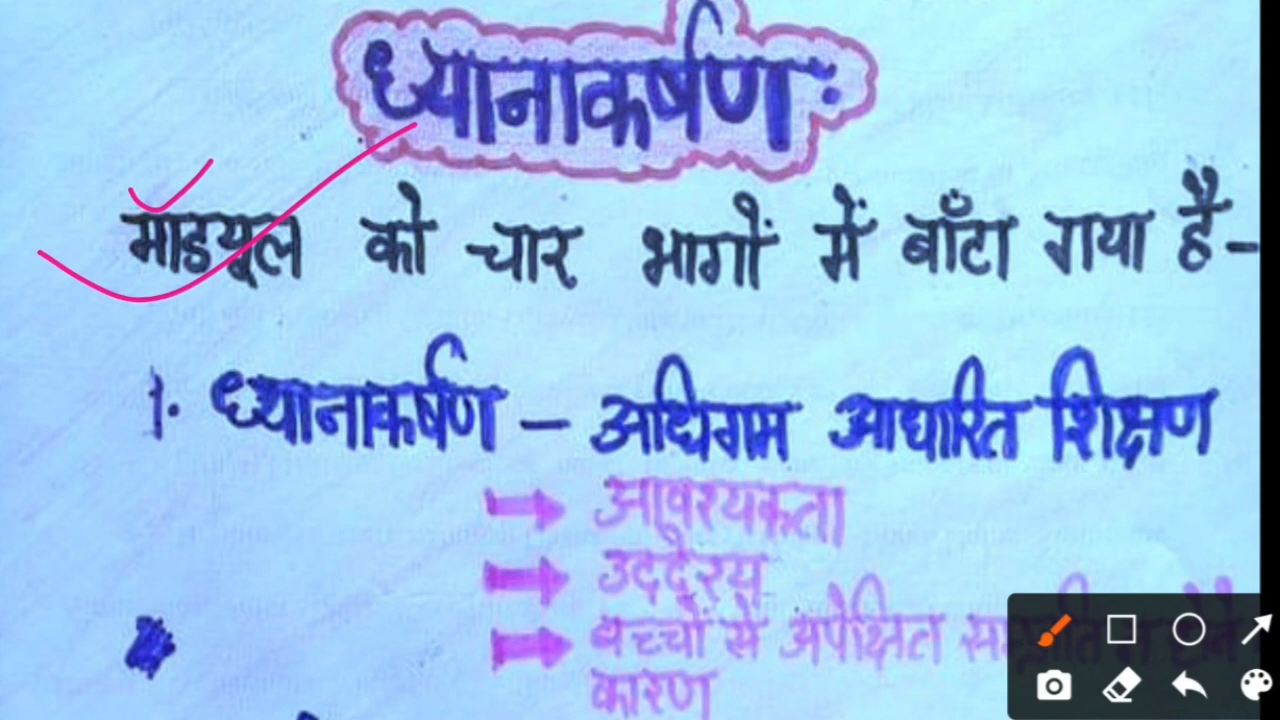 ध्यानाकर्षण :
माड्यूल को चार भागों में बाँटा गया है-
1. ध्यानाकर्षण - अधिगम आधारित शिक्षण
→ आवश्यकता
→ उद्देश्य
→ बच्चों से अपेक्षित
कारण